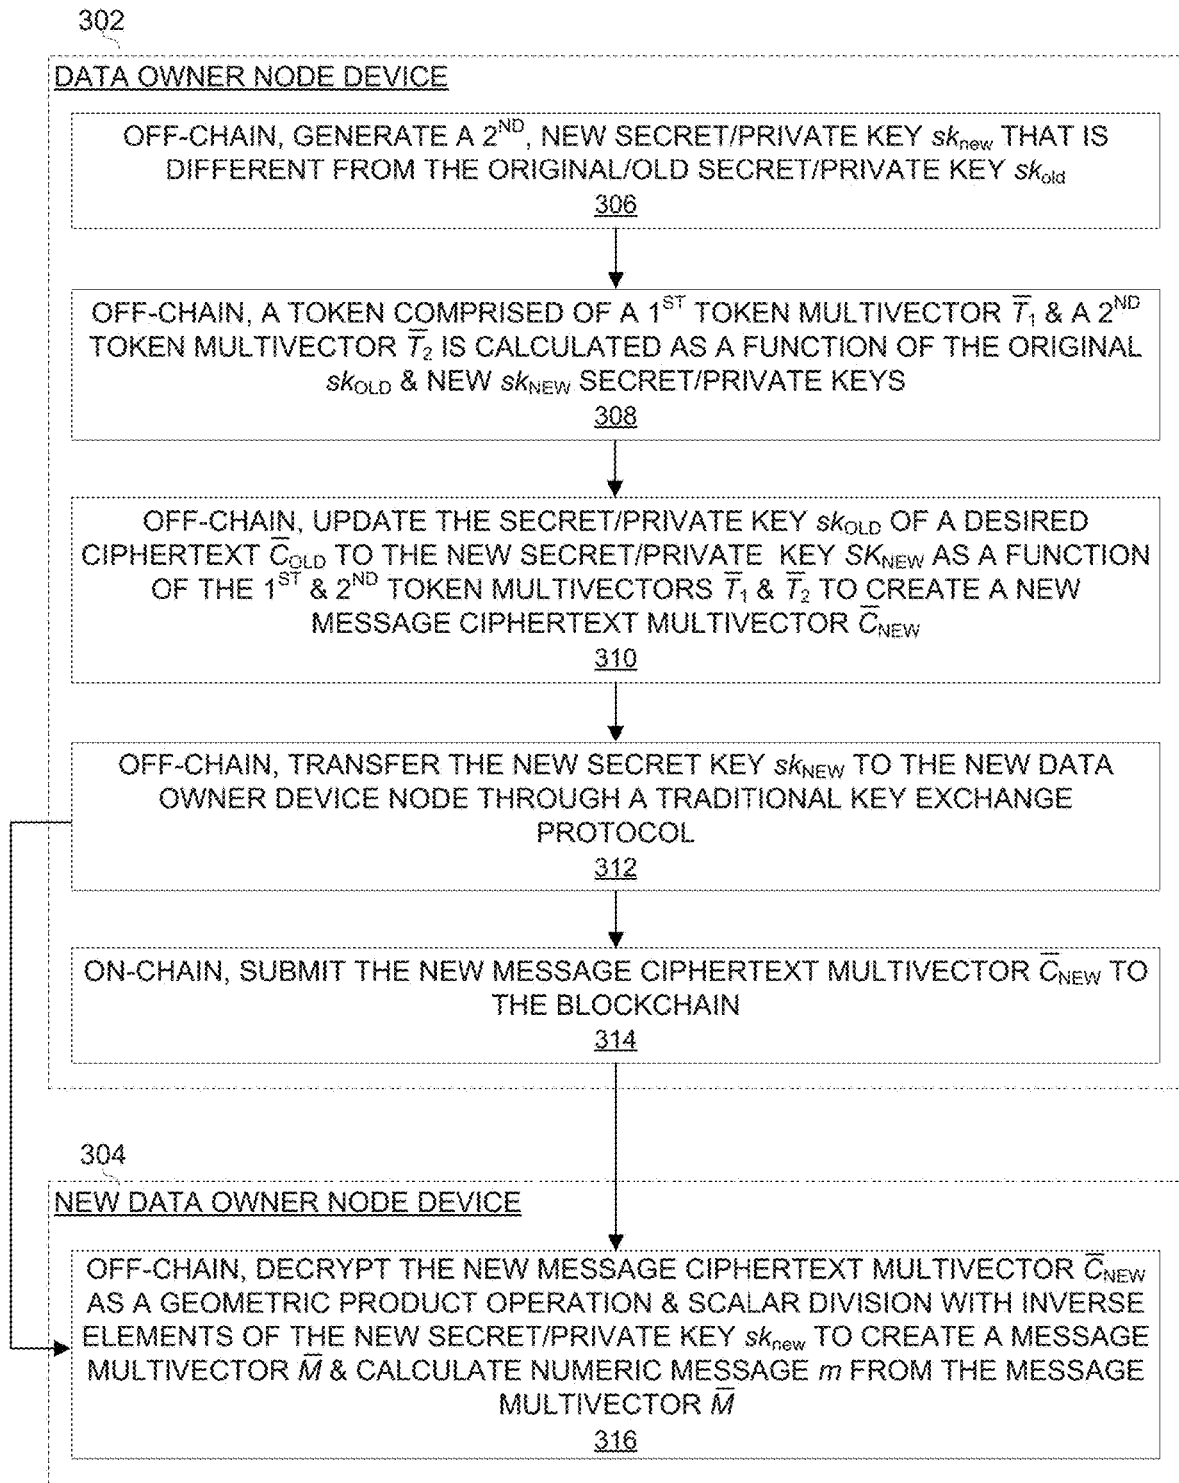 302
DATA OWNER NODE DEVICE
OFF-CHAIN, GENERATE A 2ND, NEW SECRET/PRIVATE KEY sknew THAT IS
DIFFERENT FROM THE ORIGINAL/OLD SECRET/PRIVATE KEY skold
306
OFF-CHAIN, A TOKEN COMPRISED OF A 1ST TOKEN MULTIVECTOR T̅1 & A 2ND
TOKEN MULTIVECTOR T̅2 IS CALCULATED AS A FUNCTION OF THE ORIGINAL
skOLD & NEW skNEW SECRET/PRIVATE KEYS
308
OFF-CHAIN, UPDATE THE SECRET/PRIVATE KEY skOLD OF A DESIRED
CIPHERTEXT C̅OLD TO THE NEW SECRET/PRIVATE KEY SKNEW AS A FUNCTION
OF THE 1ST & 2ND TOKEN MULTIVECTORS T̅1 & T̅2 TO CREATE A NEW
MESSAGE CIPHERTEXT MULTIVECTOR C̅NEW
310
OFF-CHAIN, TRANSFER THE NEW SECRET KEY skNEW TO THE NEW DATA
OWNER DEVICE NODE THROUGH A TRADITIONAL KEY EXCHANGE
PROTOCOL
312
ON-CHAIN, SUBMIT THE NEW MESSAGE CIPHERTEXT MULTIVECTOR C̅NEW TO
THE BLOCKCHAIN
314
304
NEW DATA OWNER NODE DEVICE
OFF-CHAIN, DECRYPT THE NEW MESSAGE CIPHERTEXT MULTIVECTOR C̅NEW
AS A GEOMETRIC PRODUCT OPERATION & SCALAR DIVISION WITH INVERSE
ELEMENTS OF THE NEW SECRET/PRIVATE KEY sknew TO CREATE A MESSAGE
MULTIVECTOR M̅ & CALCULATE NUMERIC MESSAGE m FROM THE MESSAGE
MULTIVECTOR M̅
316